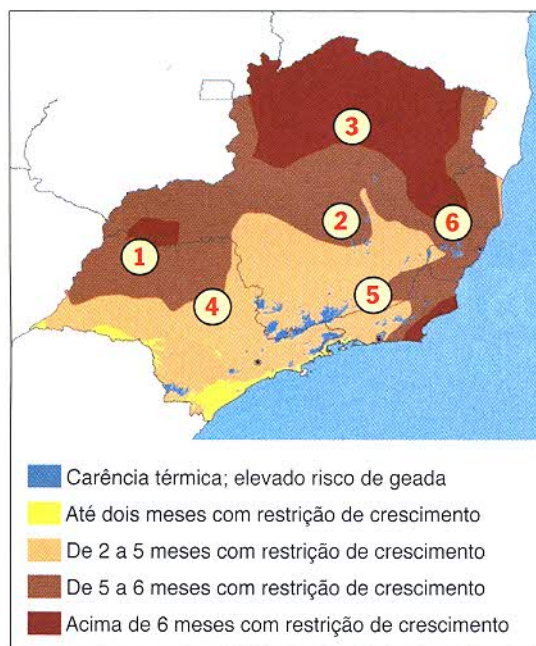 3
2
6
1
4
5
Carência térmica; elevado risco de geada
Até dois meses com restrição de crescimento
De 2 a 5 meses com restrição de crescimento
De 5 a 6 meses com restrição de crescimento
Acima de 6 meses com restrição de crescimento